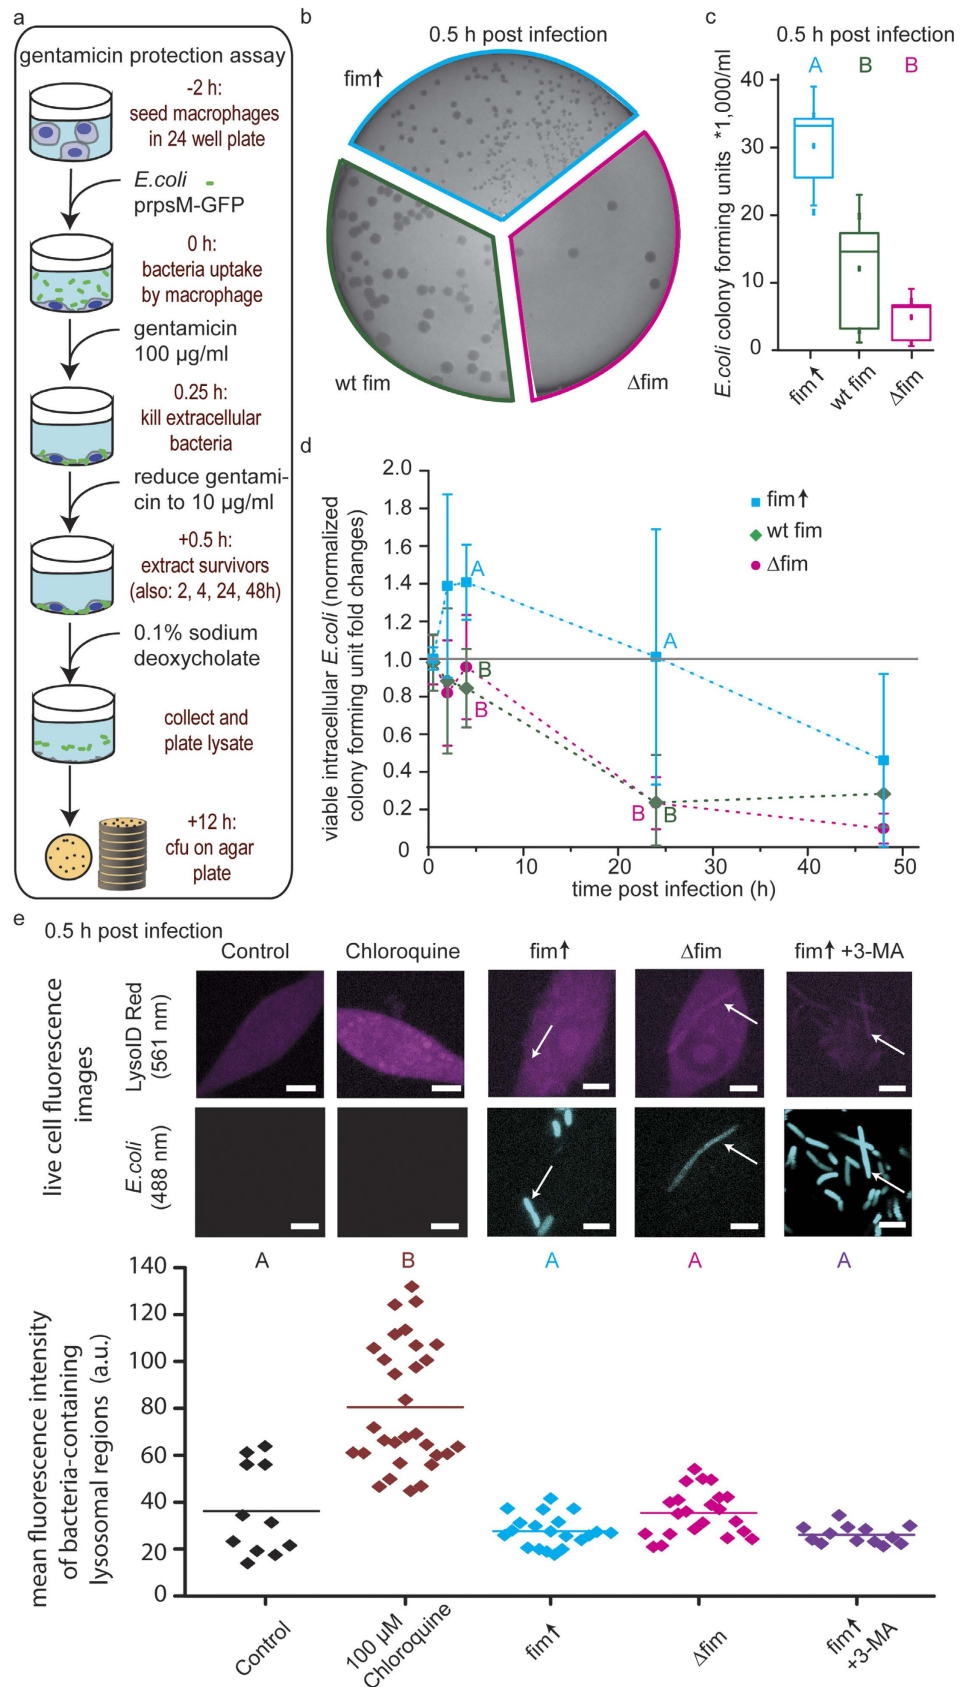 a
gentamicin protection assay
-2 h:
seed macrophages
in 24 well plate
E.coli
prpsM-GFP
0 h:
bacteria uptake
by macrophage
gentamicin
100 µg/ml
0.25 h:
kill extracellular
bacteria
reduce gentami-
cin to 10 µg/ml
+0.5 h:
extract survivors
(also: 2, 4, 24, 48h)
0.1% sodium
deoxycholate
collect and
plate lysate
+12 h:
cfu on agar
plate
b
0.5 h post infection
fim↑
wt fim
Δfim
c
0.5 h post infection
A B B
E.coli colony forming units *1,000/ml
40
30
20
10
0
fim↑
wt fim
Δfim
d
viable intracellular E.coli (normalized
colony forming unit fold changes)
2.0
1.8
1.6
1.4
1.2
1.0
0.8
0.6
0.4
0.2
0
fim↑
wt fim
Δfim
A
B
B
A
B B
0 10 20 30 40 50
time post infection (h)
e
0.5 h post infection
Control Chloroquine fim↑ Δfim fim↑ +3-MA
live cell fluorescence
images
LysoID Red
(561 nm)
E.coli
(488 nm)
A B A A A
mean fluorescence intensity
of bacteria-containing
lysosomal regions (a.u.)
140
120
100
80
60
40
20
0
Control
100 µM
Chloroquine
fim↑
Δfim
fim↑
+3-MA